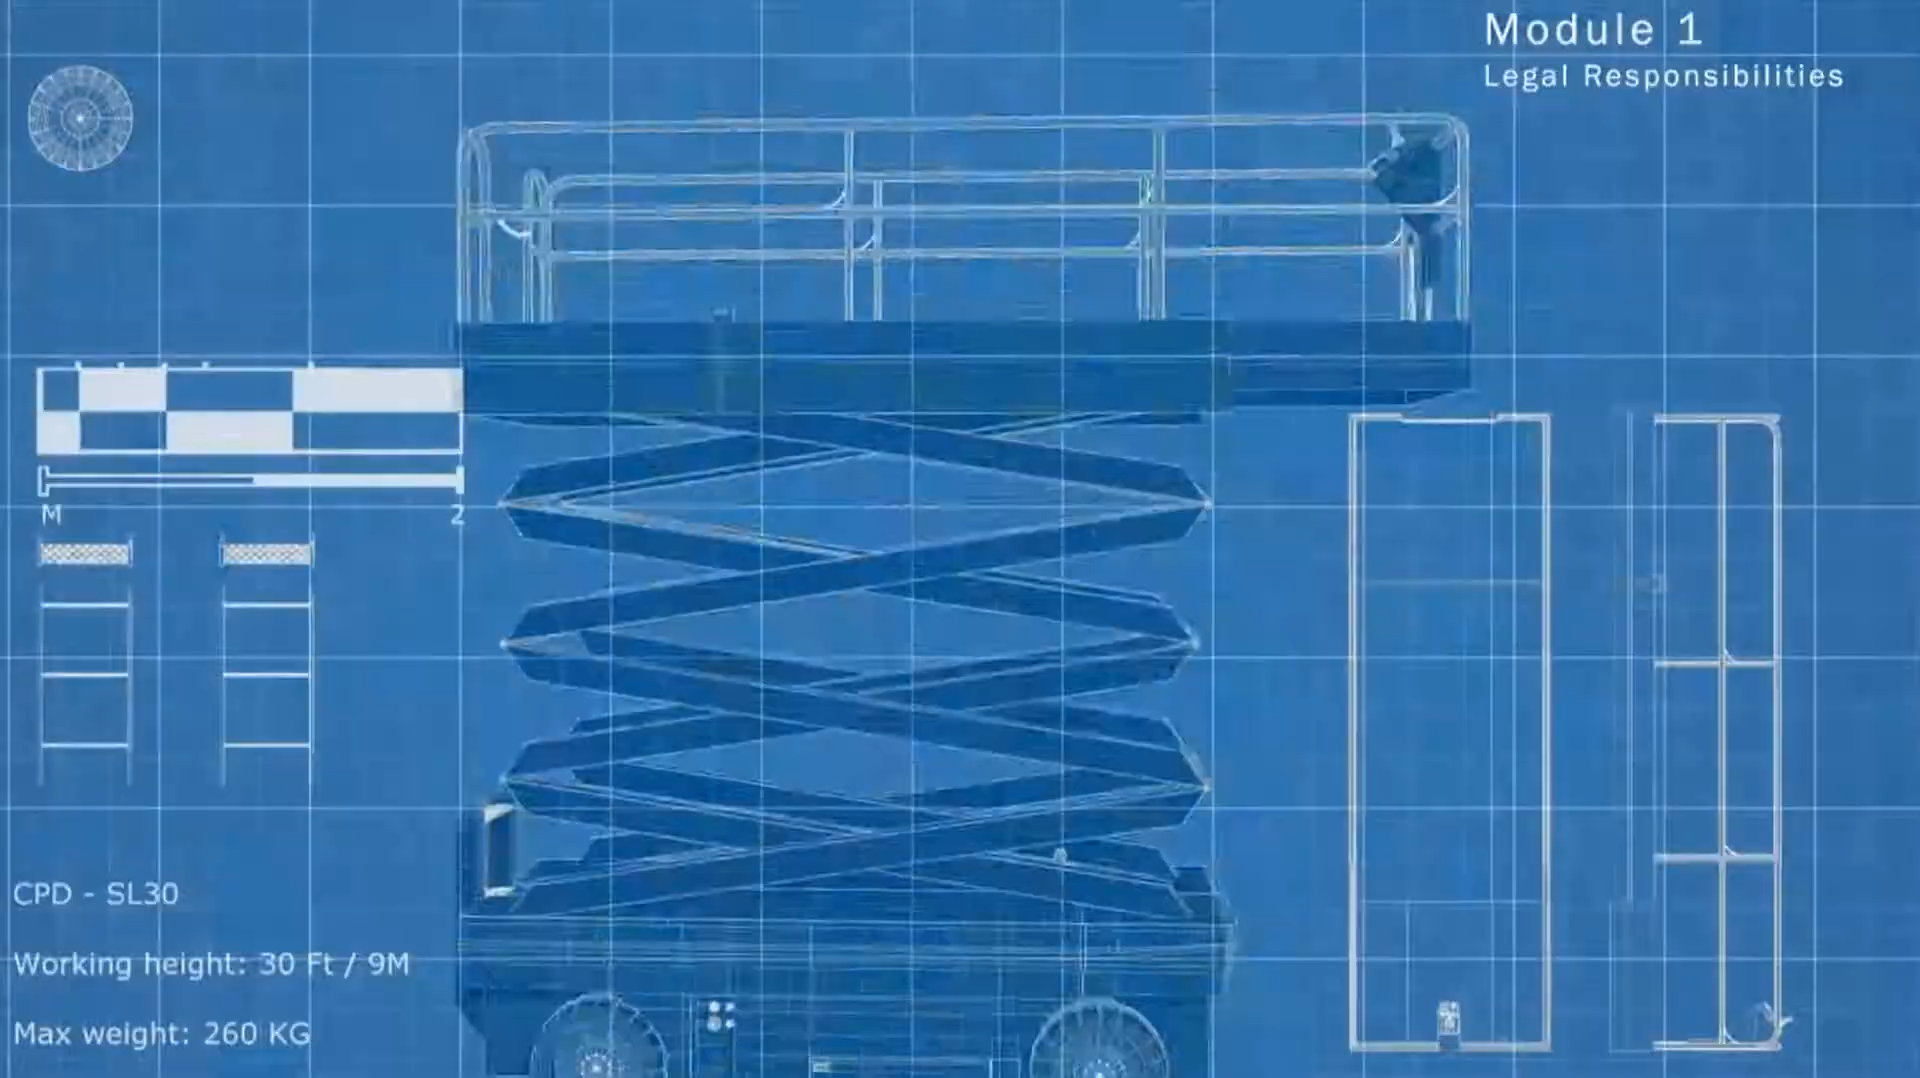 Module 1
Legal Responsibilities
M 2
CPD - SL30
Working height: 30 Ft / 9M
Max weight: 260 KG